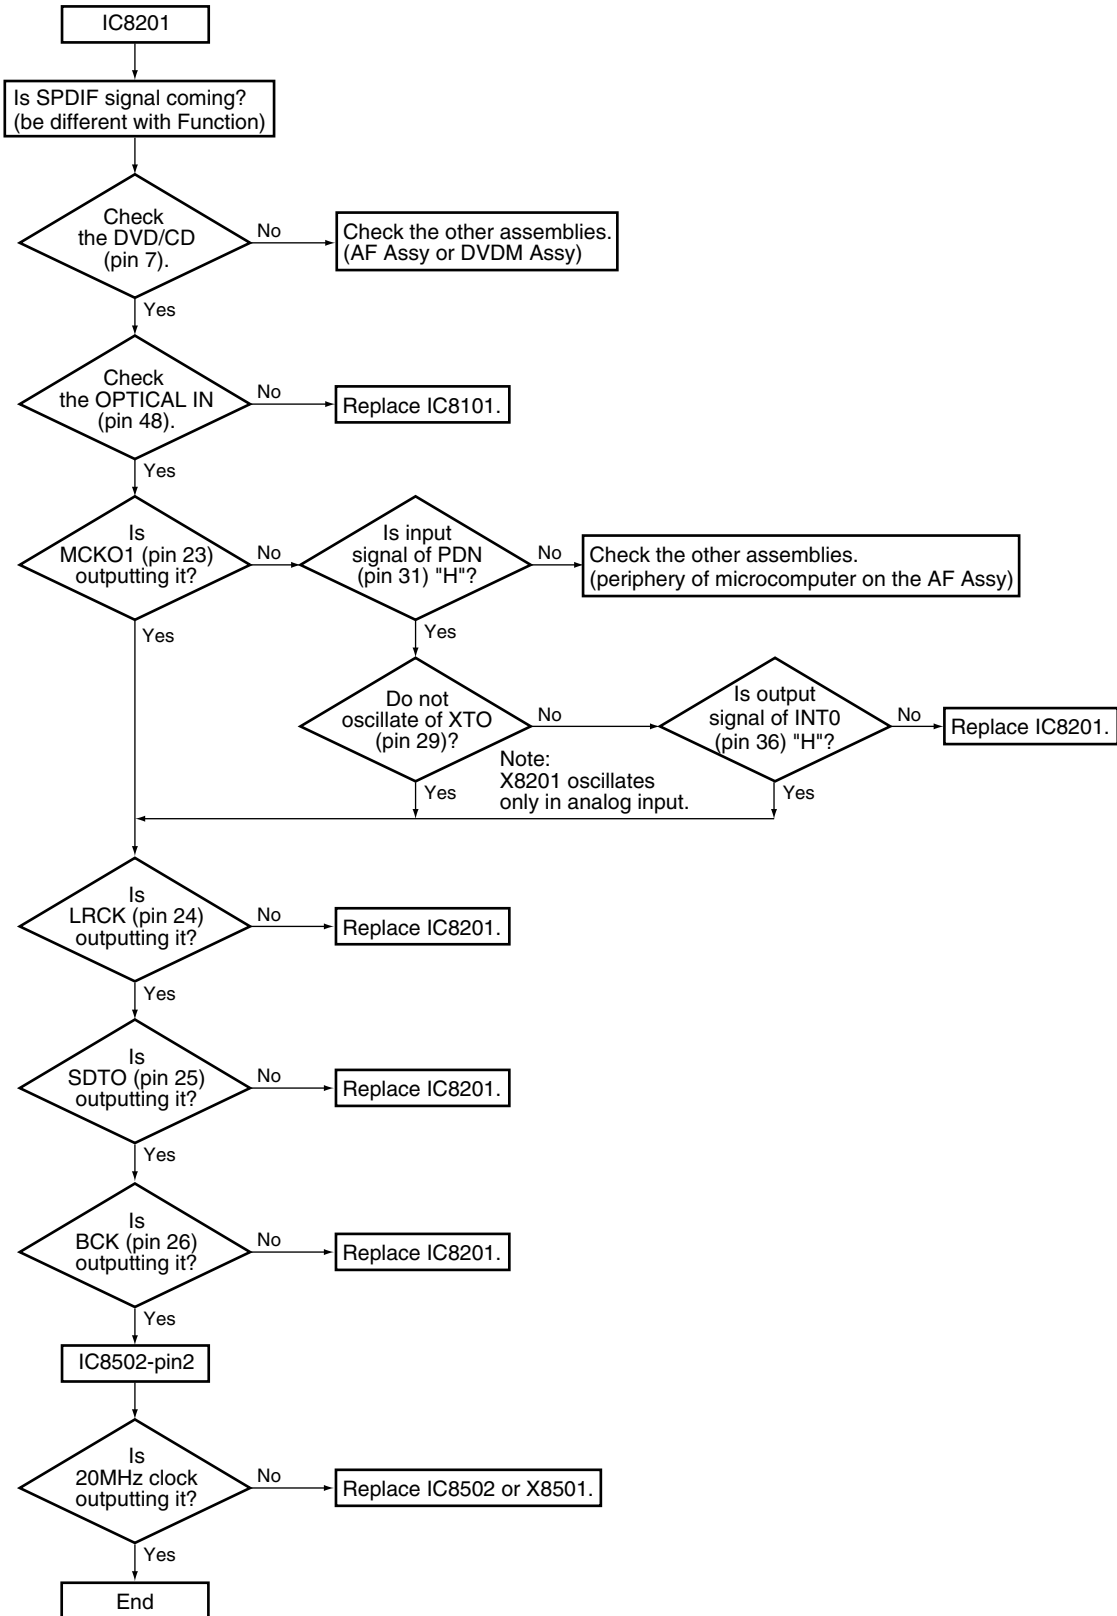 IC8201
Is SPDIF signal coming?
(be different with Function)
Check
the DVD/CD
(pin 7).
No
Check the other assemblies.
(AF Assy or DVDM Assy)
Yes
Check
the OPTICAL IN
(pin 48).
No
Replace IC8101.
Yes
Is
MCKO1 (pin 23)
outputting it?
No
Is input
signal of PDN
(pin 31) "H"?
No
Check the other assemblies.
(periphery of microcomputer on the AF Assy)
Yes
Yes
Do not
oscillate of XTO
(pin 29)?
No
Is output
signal of INT0
(pin 36) "H"?
No
Replace IC8201.
Note:
X8201 oscillates
only in analog input.
Yes
Yes
Is
LRCK (pin 24)
outputting it?
No
Replace IC8201.
Yes
Is
SDTO (pin 25)
outputting it?
No
Replace IC8201.
Yes
Is
BCK (pin 26)
outputting it?
No
Replace IC8201.
Yes
IC8502-pin2
Is
20MHz clock
outputting it?
No
Replace IC8502 or X8501.
Yes
End